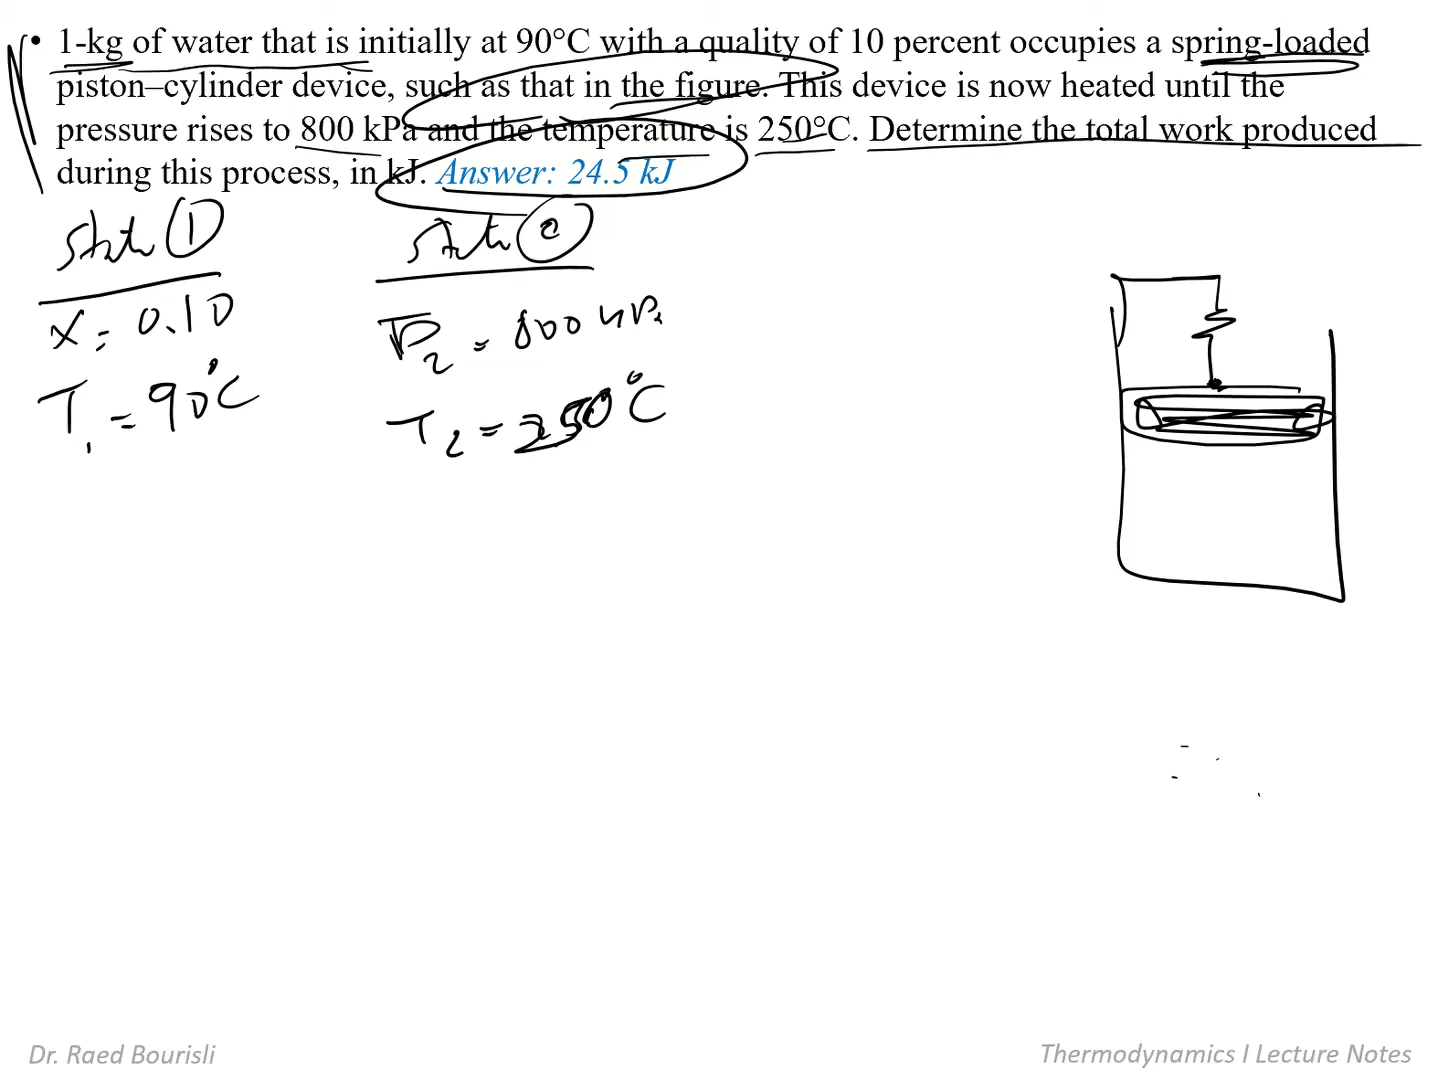 • 1-kg of water that is initially at 90°C with a quality of 10 percent occupies a spring-loaded
piston–cylinder device, such as that in the figure. This device is now heated until the
pressure rises to 800 kPa and the temperature is 250°C. Determine the total work produced
during this process, in kJ. Answer: 24.5 kJ
State ① State ②
x = 0.10 P₂ = 800 kPa
T₁ = 90°C T₂ = 250°C
Dr. Raed Bourisli Thermodynamics I Lecture Notes